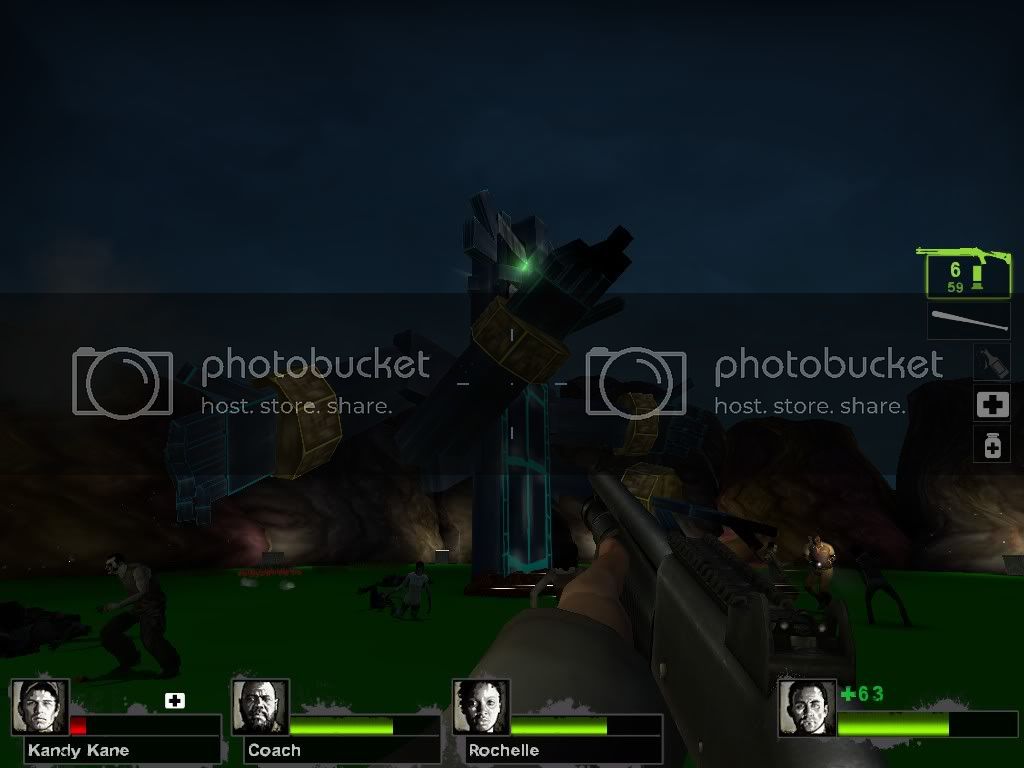 6
59
photobucket
host. store. share.
photobucket
host. store. share.
+63
Kandy Kane
Coach
Rochelle